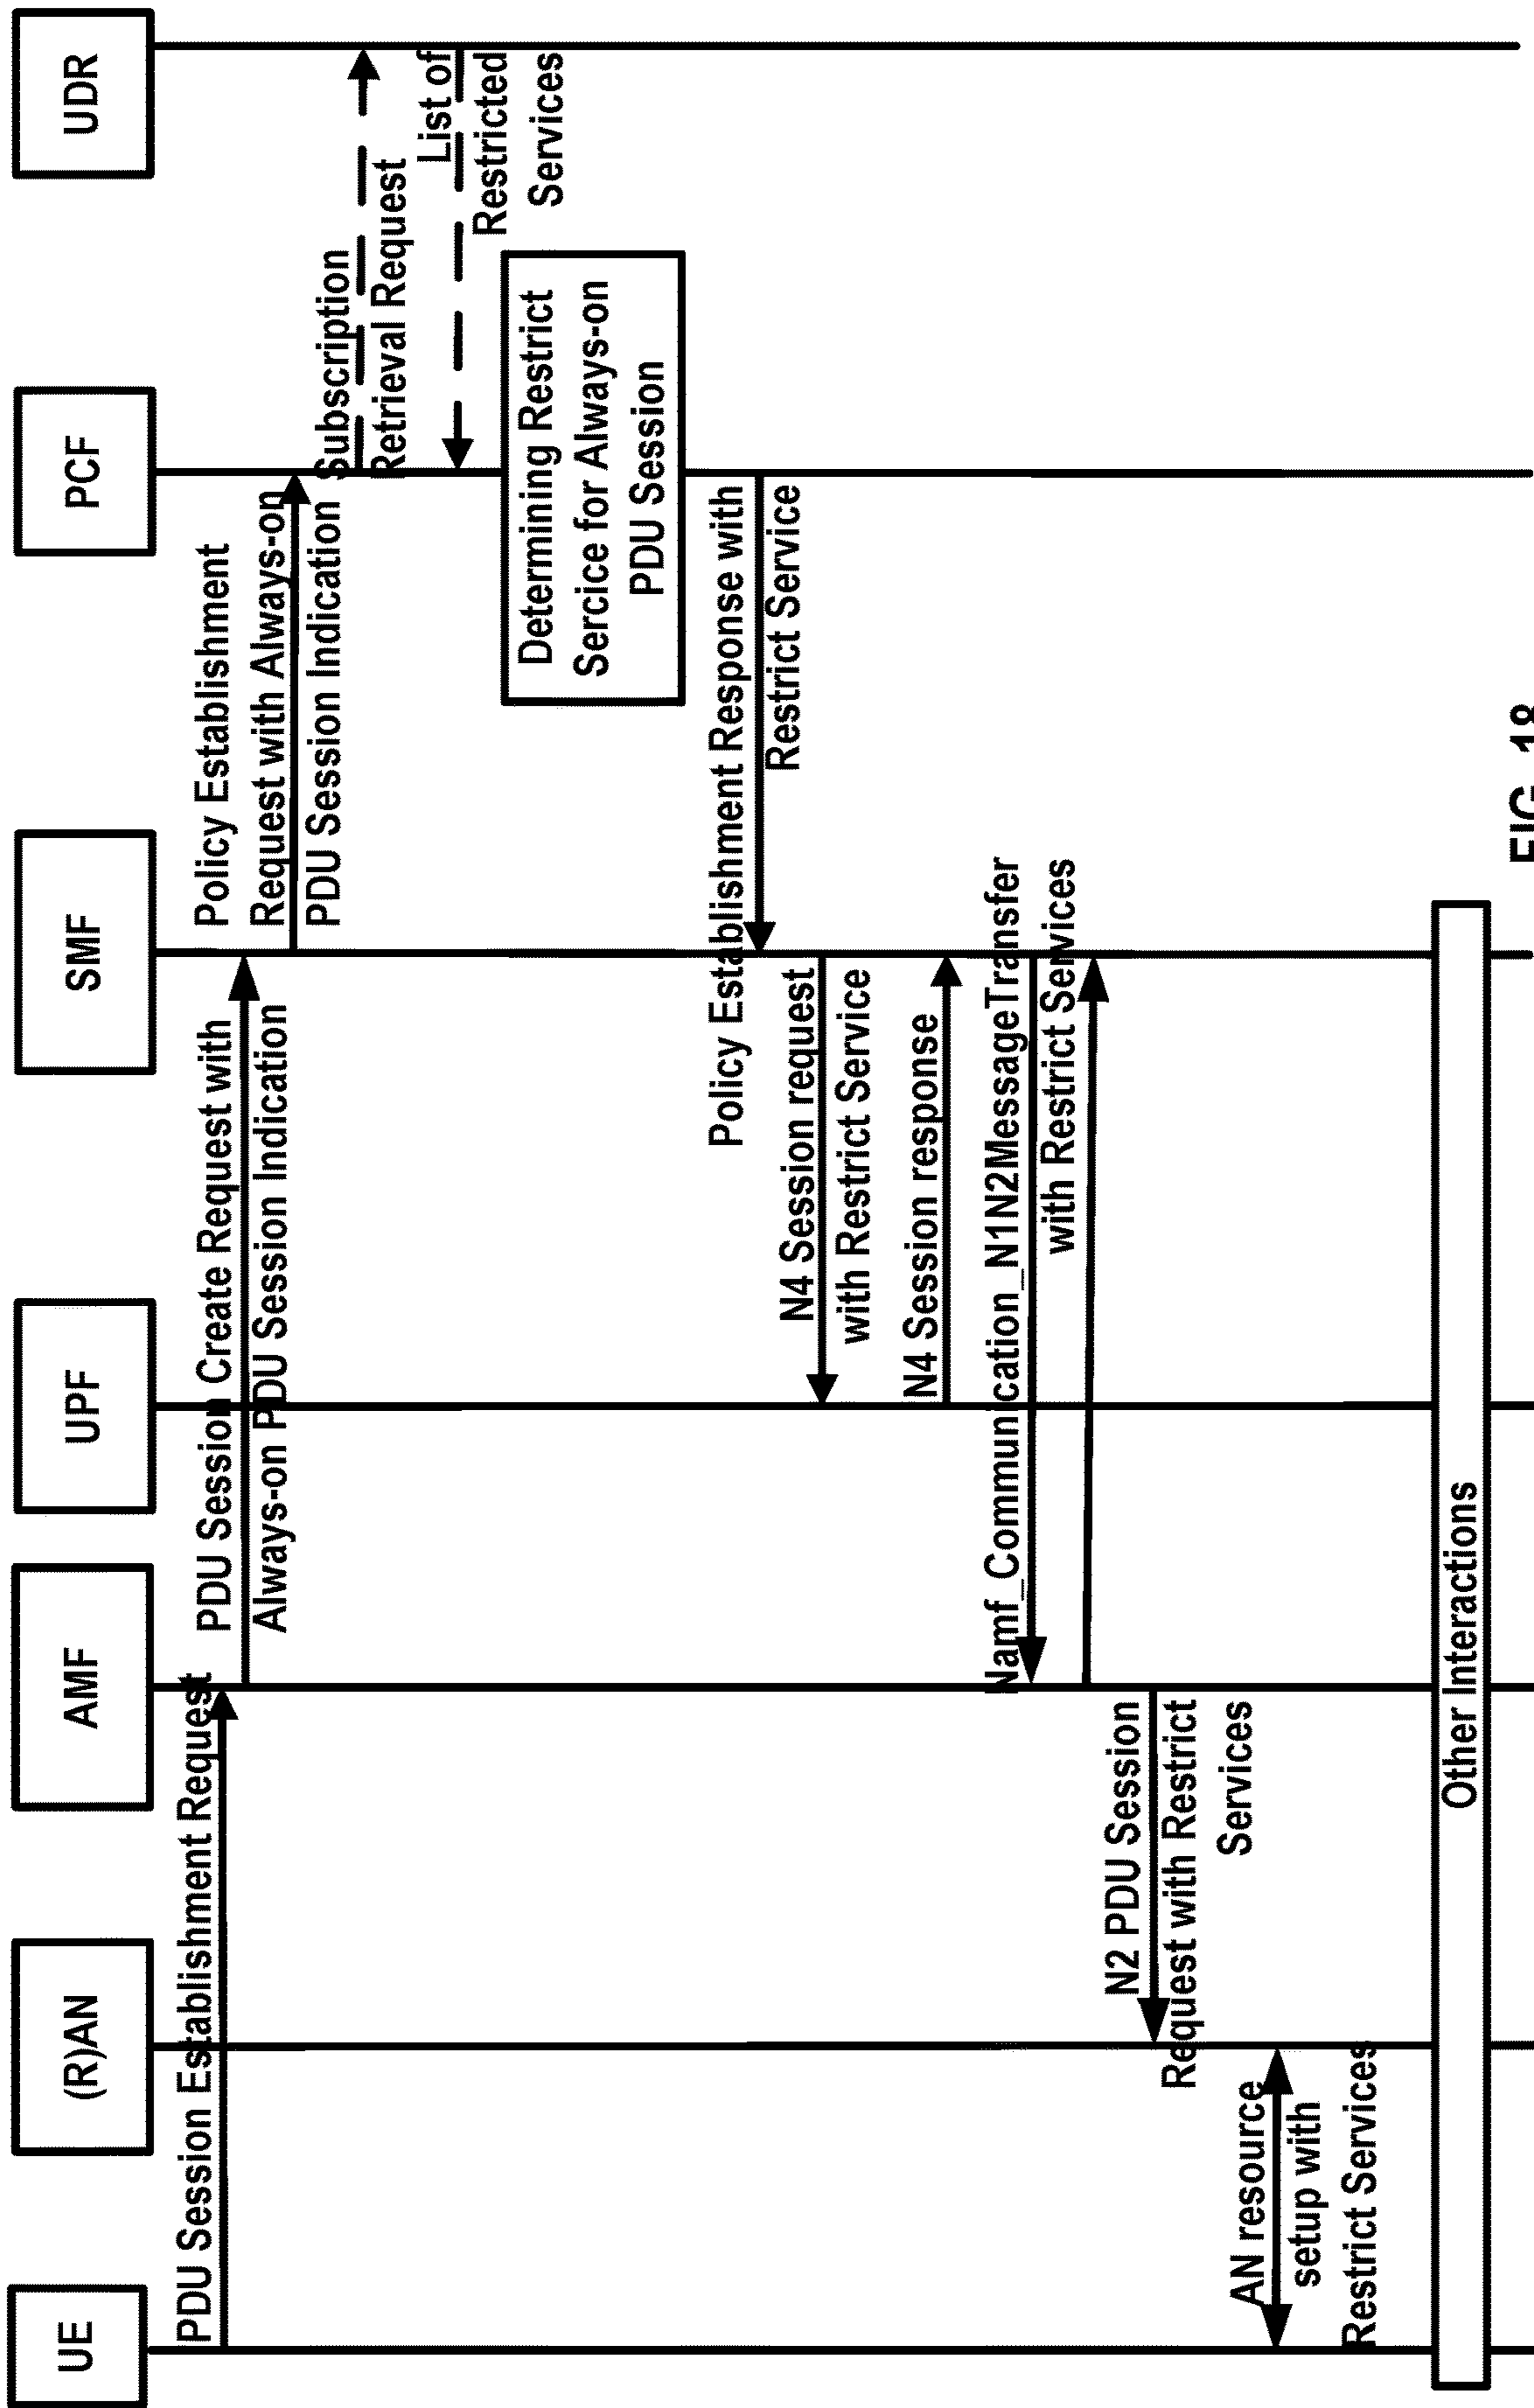 UE
(R)AN
AMF
UPF
SMF
PCF
UDR
PDU Session Establishment Request
PDU Session Create Request with
Always-on PDU Session Indication
Policy Establishment
Request with Always-on
PDU Session Indication
Subscription
Retrieval Request
List of
Restricted
Services
Determining Restrict
Sercice for Always-on
PDU Session
Policy Establishment Response with
Restrict Service
N4 Session request
with Restrict Service
N4 Session response
Namf_Communication_N1N2MessageTransfer
with Restrict Services
N2 PDU Session
Request with Restrict
Services
AN resource
setup with
Restrict Services
Other Interactions
FIG. 18